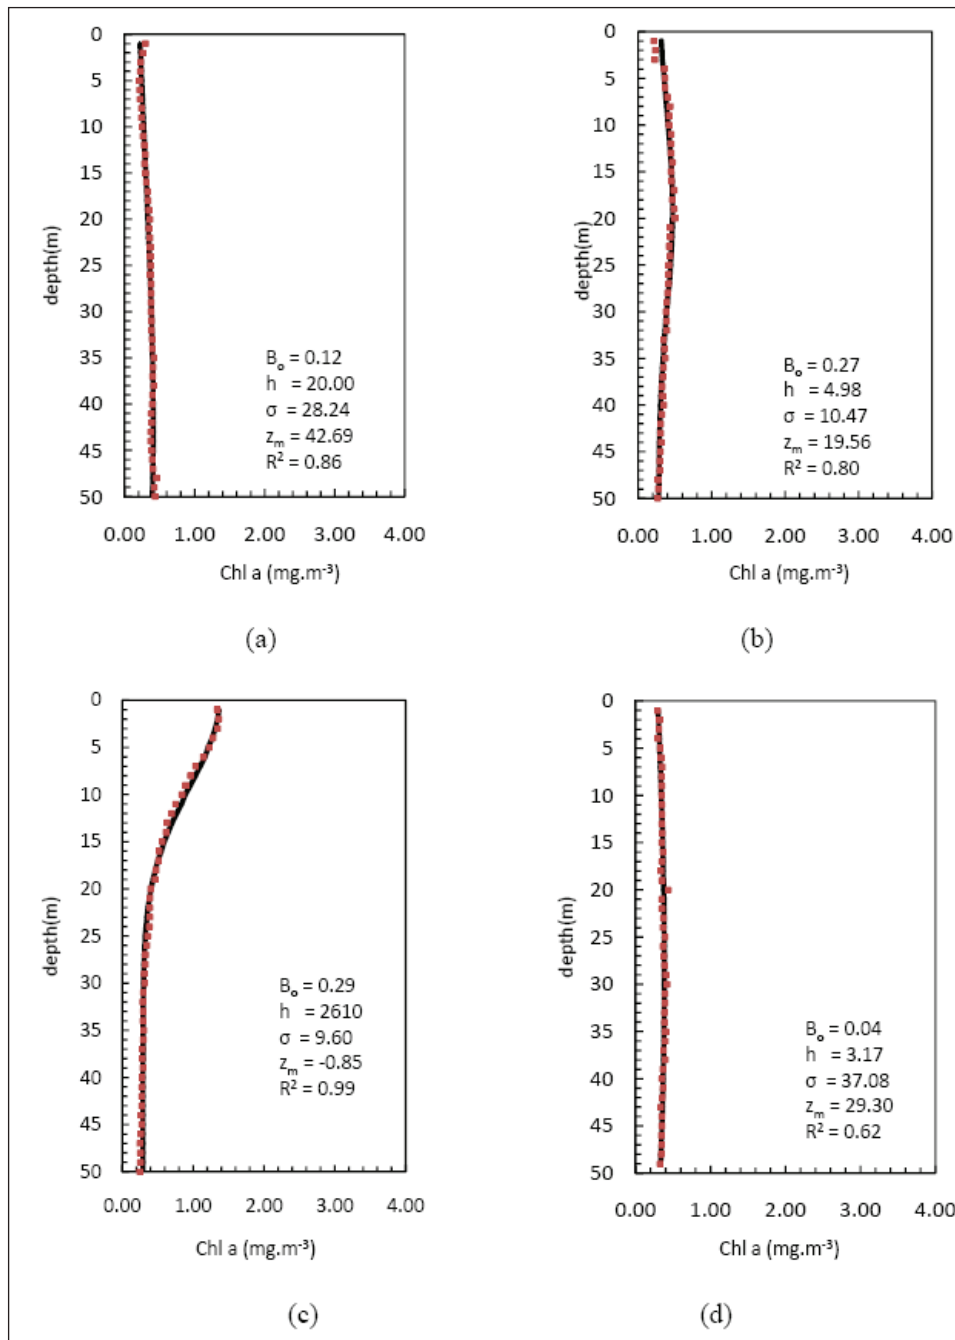 0
5
10
15
20
25
30
35
40
45
50
depth(m)
B₀ = 0.12
h = 20.00
σ = 28.24
zₘ = 42.69
R² = 0.86
0.00 1.00 2.00 3.00 4.00
Chl a (mg.m⁻³)
(a)
0
5
10
15
20
25
30
35
40
45
50
depth(m)
B₀ = 0.27
h = 4.98
σ = 10.47
zₘ = 19.56
R² = 0.80
0.00 1.00 2.00 3.00 4.00
Chl a (mg.m⁻³)
(b)
0
5
10
15
20
25
30
35
40
45
50
depth(m)
B₀ = 0.29
h = 2610
σ = 9.60
zₘ = -0.85
R² = 0.99
0.00 1.00 2.00 3.00 4.00
Chl a (mg.m⁻³)
(c)
0
5
10
15
20
25
30
35
40
45
50
depth(m)
B₀ = 0.04
h = 3.17
σ = 37.08
zₘ = 29.30
R² = 0.62
0.00 1.00 2.00 3.00 4.00
Chl a (mg.m⁻³)
(d)